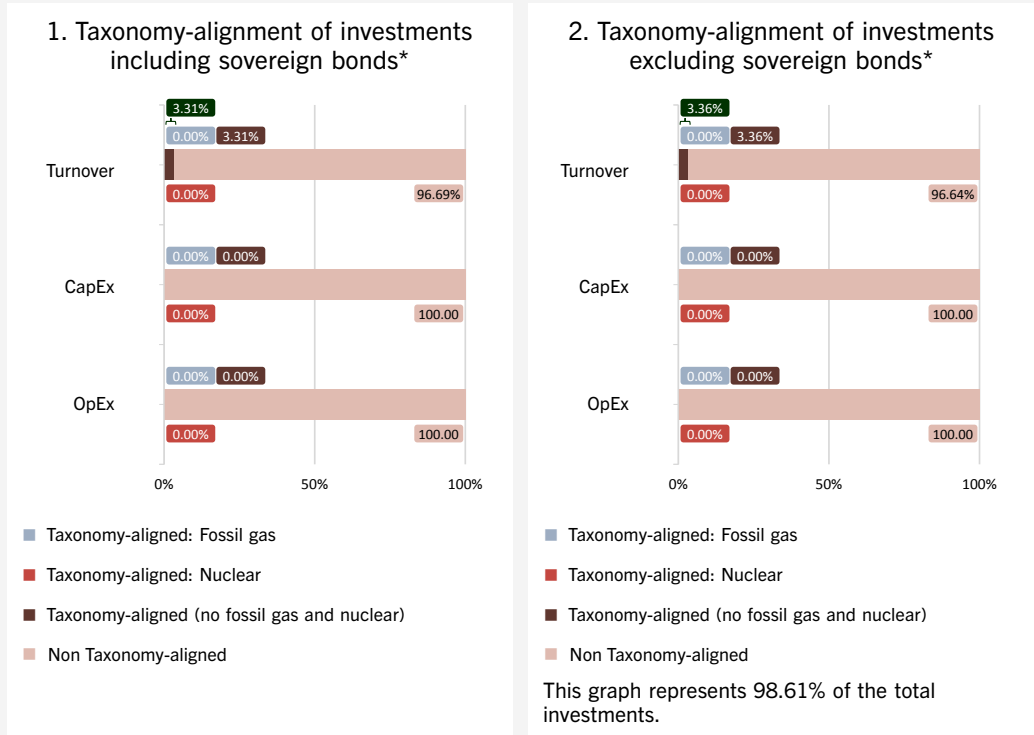 1. Taxonomy-alignment of investments
including sovereign bonds*
3.31%
0.00% 3.31%
Turnover
0.00% 96.69%
0.00% 0.00%
CapEx
0.00% 100.00
0.00% 0.00%
OpEx
0.00% 100.00
0% 50% 100%
Taxonomy-aligned: Fossil gas
Taxonomy-aligned: Nuclear
Taxonomy-aligned (no fossil gas and nuclear)
Non Taxonomy-aligned
2. Taxonomy-alignment of investments
excluding sovereign bonds*
3.36%
0.00% 3.36%
Turnover
0.00% 96.64%
0.00% 0.00%
CapEx
0.00% 100.00
0.00% 0.00%
OpEx
0.00% 100.00
0% 50% 100%
Taxonomy-aligned: Fossil gas
Taxonomy-aligned: Nuclear
Taxonomy-aligned (no fossil gas and nuclear)
Non Taxonomy-aligned
This graph represents 98.61% of the total
investments.